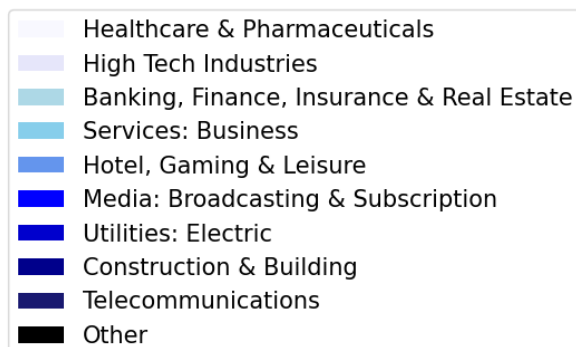 Healthcare & Pharmaceuticals
High Tech Industries
Banking, Finance, Insurance & Real Estate
Services: Business
Hotel, Gaming & Leisure
Media: Broadcasting & Subscription
Utilities: Electric
Construction & Building
Telecommunications
Other